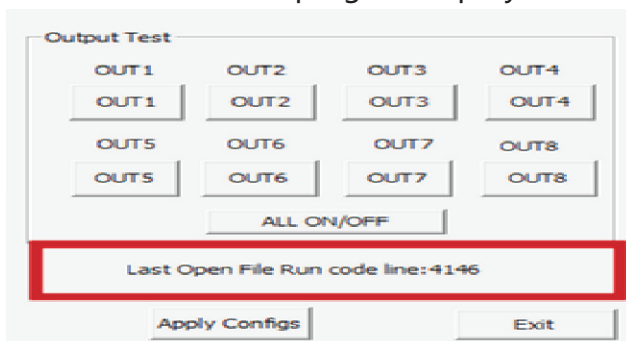 Output Test
OUT1 OUT2 OUT3 OUT4
OUT1 OUT2 OUT3 OUT4
OUT5 OUT6 OUT7 OUT8
OUT5 OUT6 OUT7 OUT8
ALL ON/OFF
Last Open File Run code line:4146
Apply Configs Exit